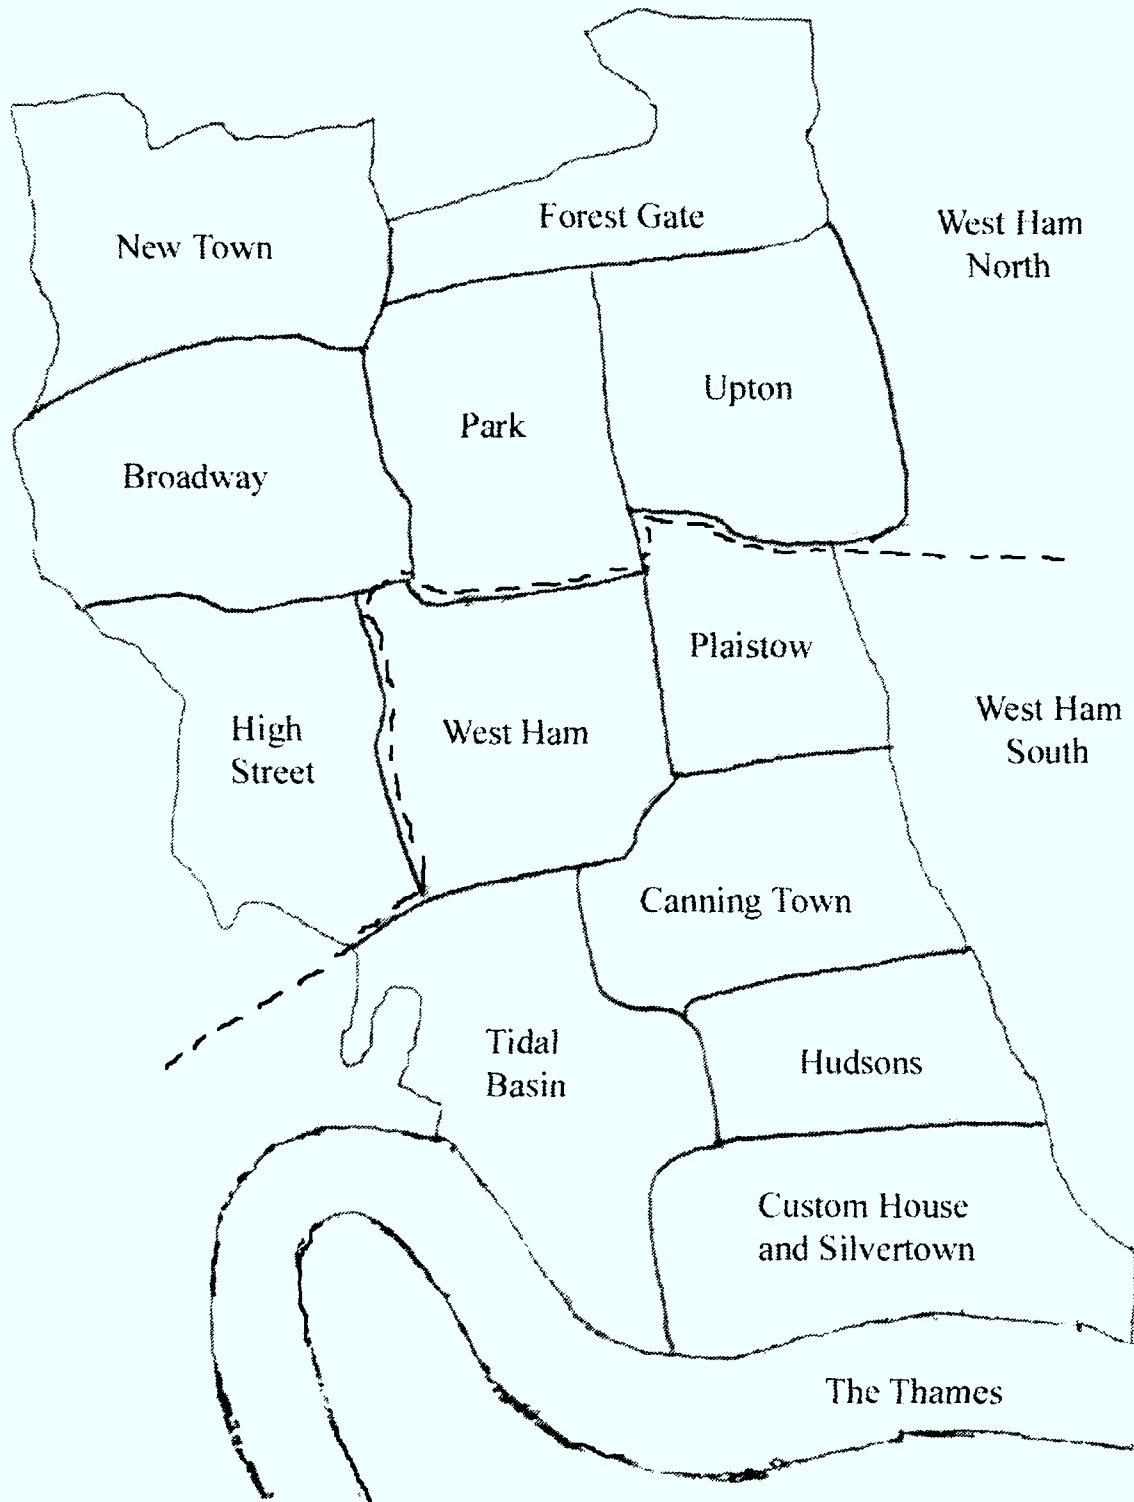 Forest Gate
West Ham
North
New Town
Upton
Park
Broadway
Plaistow
West Ham
South
High
Street
West Ham
Canning Town
Tidal
Basin
Hudsons
Custom House
and Silvertown
The Thames